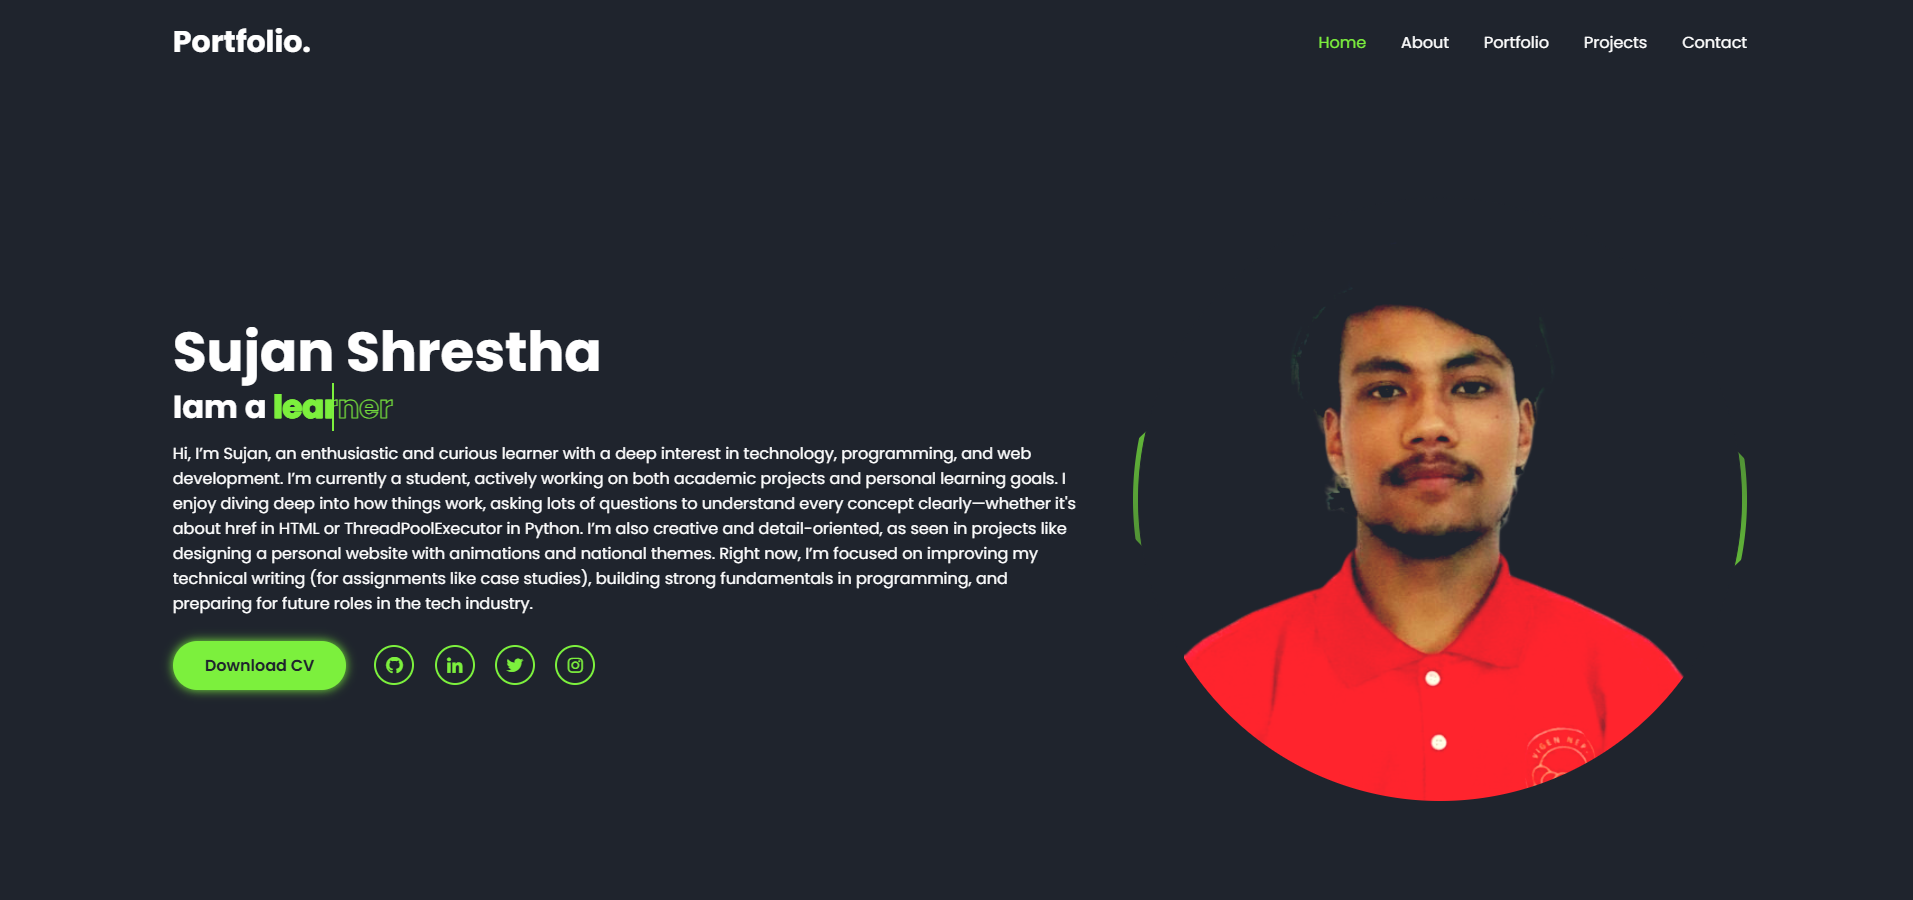 Portfolio.
Home About Portfolio Projects Contact
Sujan Shrestha
Iam a learner
Hi, I’m Sujan, an enthusiastic and curious learner with a deep interest in technology, programming, and web
development. I’m currently a student, actively working on both academic projects and personal learning goals. I
enjoy diving deep into how things work, asking lots of questions to understand every concept clearly—whether it's
about href in HTML or ThreadPoolExecutor in Python. I’m also creative and detail-oriented, as seen in projects like
designing a personal website with animations and national themes. Right now, I’m focused on improving my
technical writing (for assignments like case studies), building strong fundamentals in programming, and
preparing for future roles in the tech industry.
Download CV
in